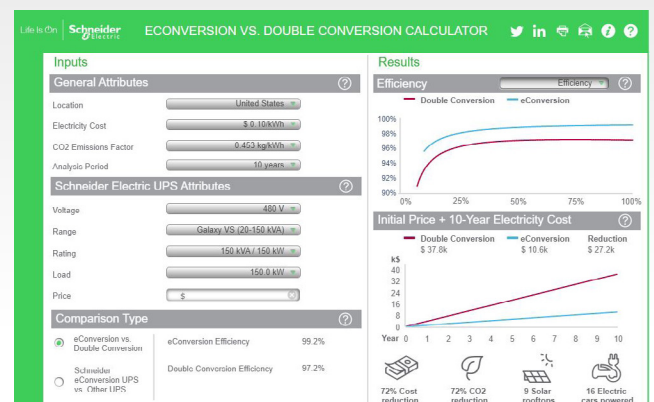 Life Is On Schneider Electric ECONVERSION VS. DOUBLE CONVERSION CALCULATOR
Inputs
General Attributes
Location United States
Electricity Cost $ 0.10/kWh
CO2 Emissions Factor 0.453 kg/kWh
Analysis Period 10 years
Schneider Electric UPS Attributes
Voltage 480 V
Range Galaxy VS (20-150 kVA)
Rating 150 kVA / 150 kW
Load 150.0 kW
Price $
Comparison Type
eConversion vs.
Double Conversion
eConversion Efficiency 99.2%
Double Conversion Efficiency 97.2%
Schneider
eConversion UPS
vs. Other UPS
Results
Efficiency Efficiency
Double Conversion eConversion
100%
98%
96%
94%
92%
90%
0% 25% 50% 75% 100%
Initial Price + 10-Year Electricity Cost
Double Conversion eConversion Reduction
$ 37.8k $ 10.6k $ 27.2k
k$
40
32
24
16
8
0
Year 0 1 2 3 4 5 6 7 8 9 10
72% Cost
reduction
72% CO2
reduction
9 Solar
rooftops
16 Electric
cars powered